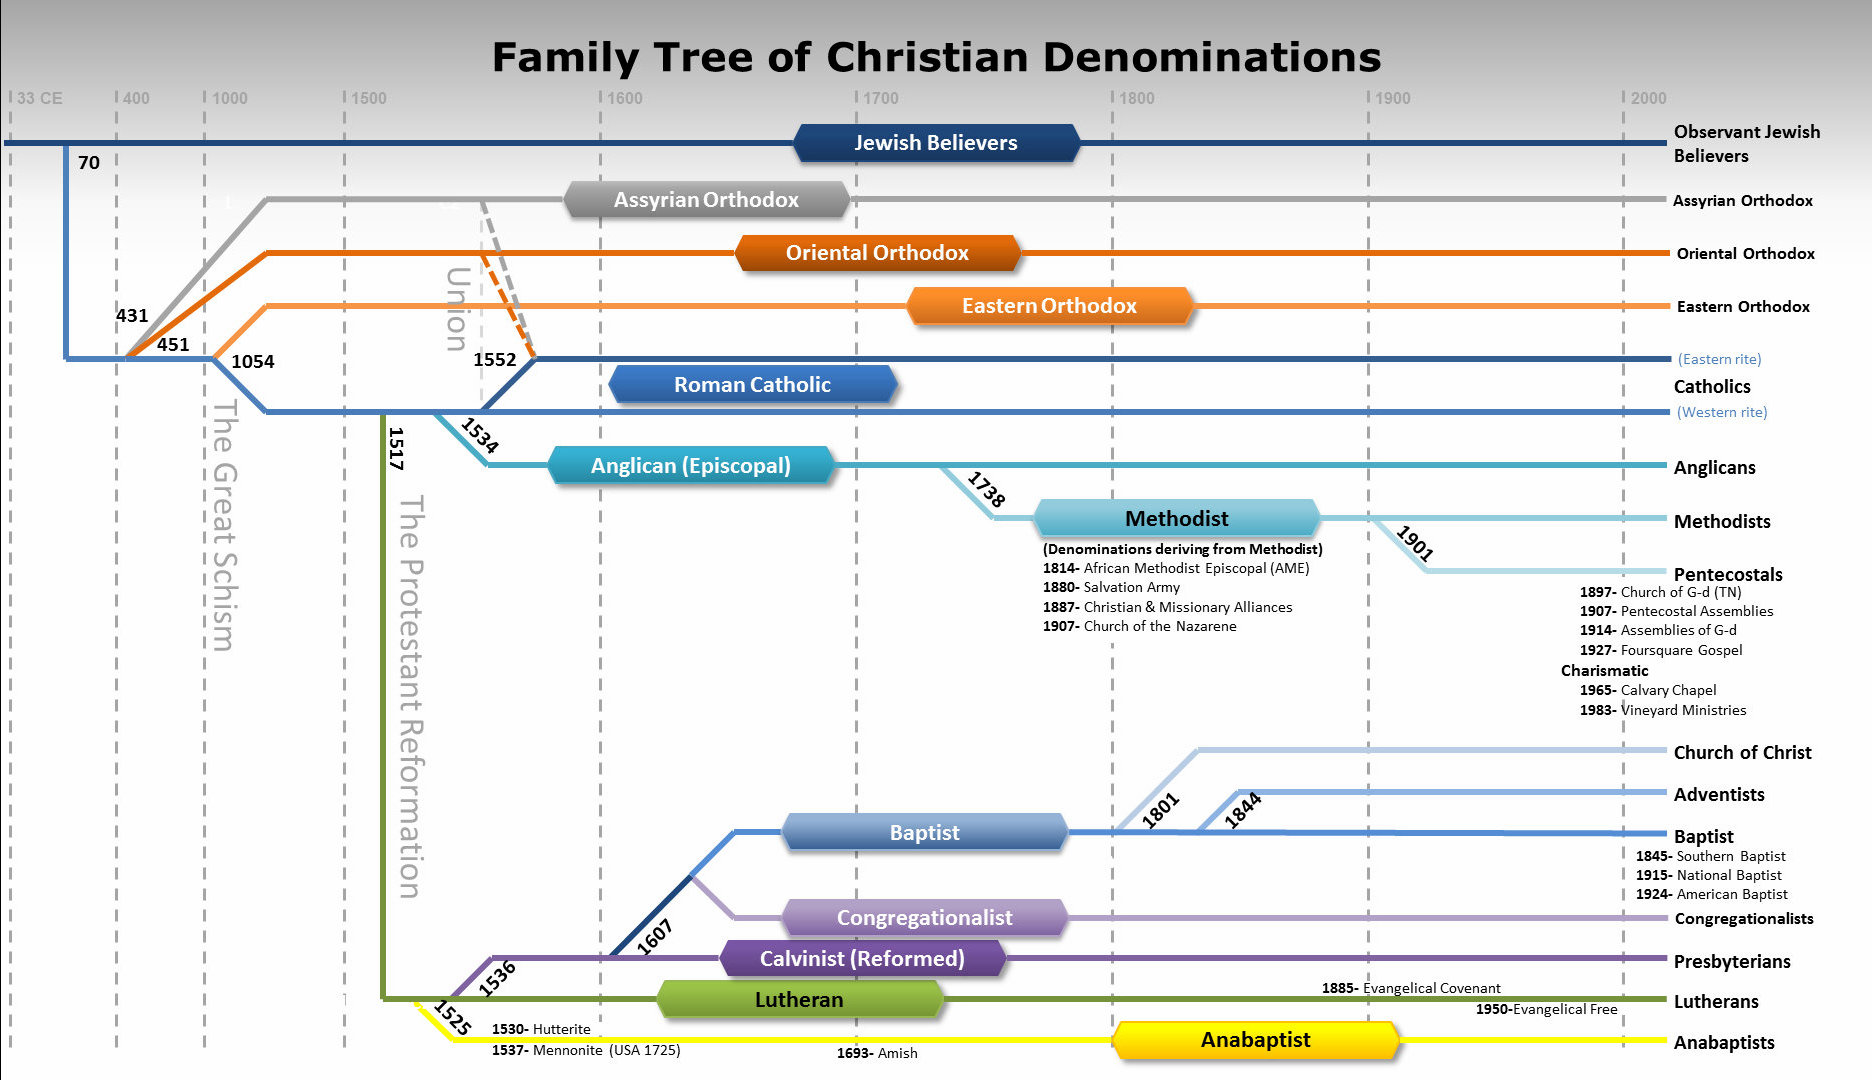 Family Tree of Christian Denominations
33 CE
400
1000
1500
1600
1700
1800
1900
2000
Jewish Believers
Observant Jewish
Believers
70
Assyrian Orthodox
Assyrian Orthodox
Oriental Orthodox
Oriental Orthodox
Union
431
Eastern Orthodox
Eastern Orthodox
451
1054
1552
(Eastern rite)
Roman Catholic
Catholics
(Western rite)
The Great Schism
1517
1534
Anglican (Episcopal)
Anglicans
The Protestant Reformation
1738
Methodist
Methodists
(Denominations deriving from Methodist)
1814- African Methodist Episcopal (AME)
1880- Salvation Army
1887- Christian & Missionary Alliances
1907- Church of the Nazarene
1901
Pentecostals
1897- Church of G-d (TN)
1907- Pentecostal Assemblies
1914- Assemblies of G-d
1927- Foursquare Gospel
Charismatic
1965- Calvary Chapel
1983- Vineyard Ministries
Church of Christ
1801
1844
Adventists
Baptist
Baptist
1845- Southern Baptist
1915- National Baptist
1924- American Baptist
Congregationalist
Congregationalists
1607
Calvinist (Reformed)
Presbyterians
1536
Lutheran
1885- Evangelical Covenant
1950-Evangelical Free
Lutherans
1525
1530- Hutterite
1537- Mennonite (USA 1725)
1693- Amish
Anabaptist
Anabaptists